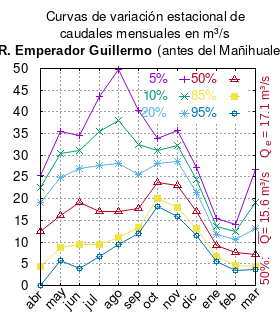 Curvas de variación estacional de
caudales mensuales en m³/s
R. Emperador Guillermo (antes del Mañihuale
50
45
40
35
30
25
20
15
10
5
0
5%
50%
10%
85%
20%
95%
abr
may
jun
jul
ago
sep
oct
nov
dic
ene
feb
mar
50%: Q= 15.6 m³/s Q e = 17.1 m³/s